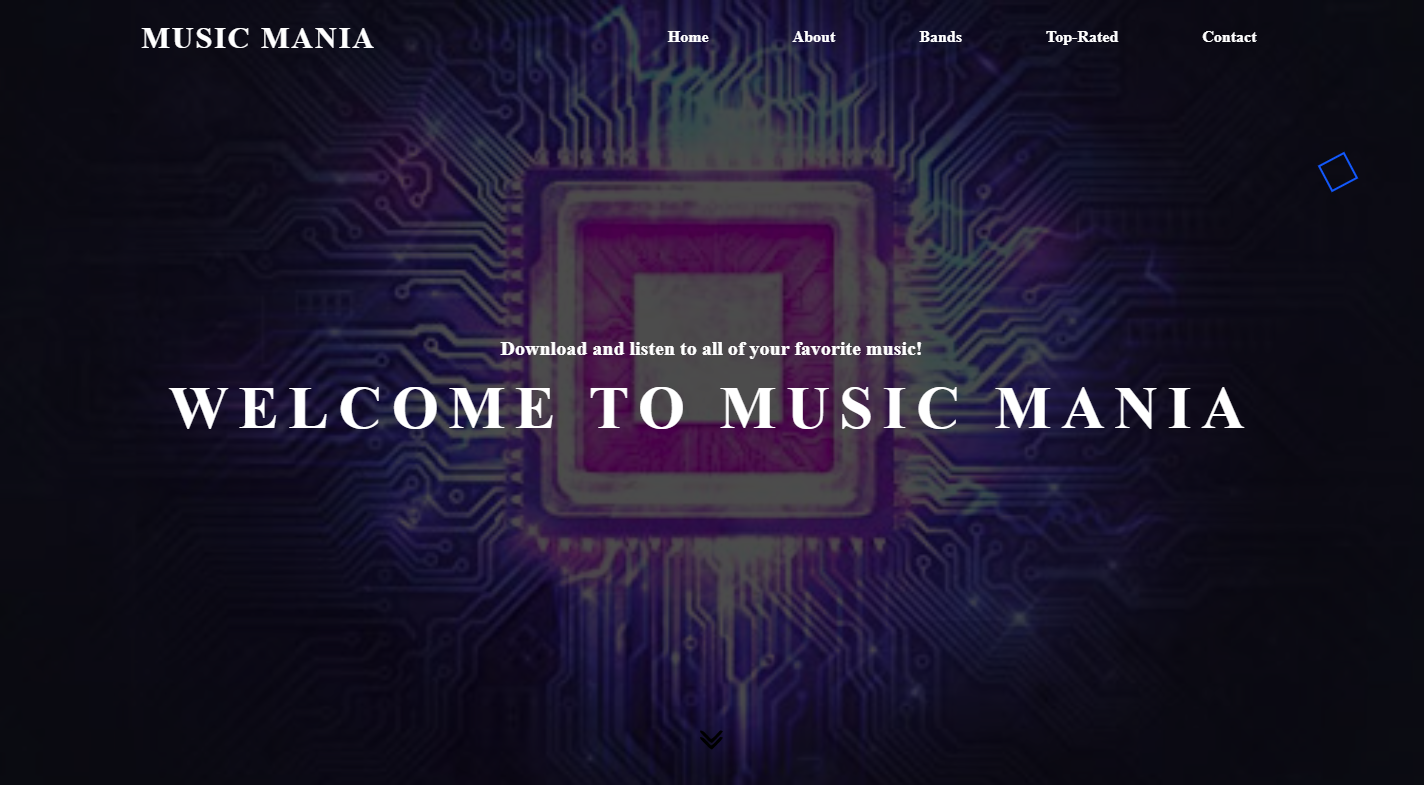 MUSIC MANIA
Home About Bands Top-Rated Contact
Download and listen to all of your favorite music!
WELCOME TO MUSIC MANIA